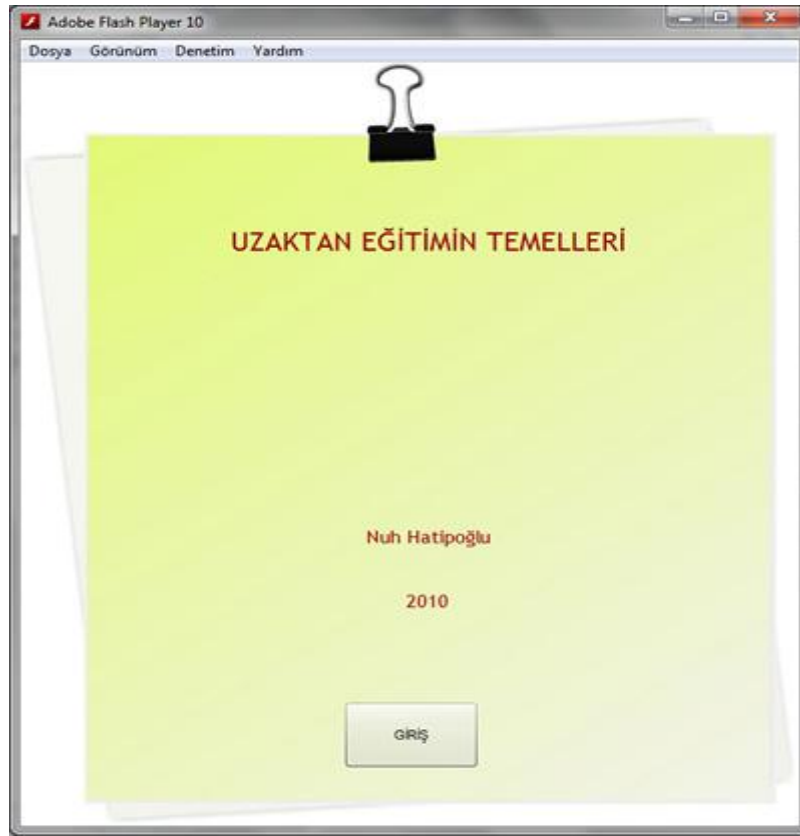 Adobe Flash Player 10
Dosya Görünüm Denetim Yardım
UZAKTAN EĞİTİMİN TEMELLERİ
Nuh Hatipoğlu
2010
GİRİŞ